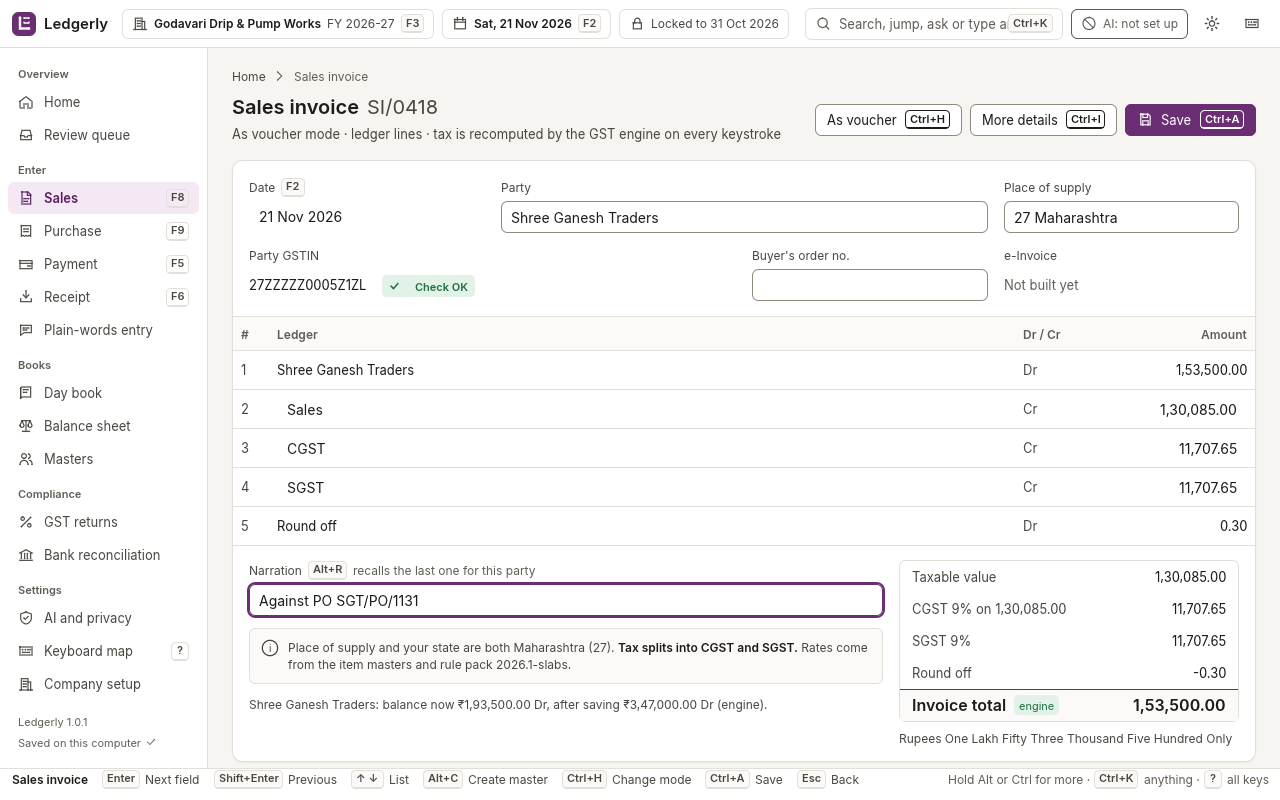 Ledgerly
Godavari Drip & Pump Works FY 2026-27 F3
Sat, 21 Nov 2026 F2
Locked to 31 Oct 2026
Search, jump, ask or type a Ctrl+K
AI: not set up
Overview
Home
Review queue
Enter
Sales F8
Purchase F9
Payment F5
Receipt F6
Plain-words entry
Books
Day book
Balance sheet
Masters
Compliance
GST returns
Bank reconciliation
Settings
AI and privacy
Keyboard map ?
Company setup
Ledgerly 1.0.1
Saved on this computer
Home Sales invoice
Sales invoice SI/0418
As voucher mode · ledger lines · tax is recomputed by the GST engine on every keystroke
As voucher Ctrl+H
More details Ctrl+I
Save Ctrl+A
Date F2
21 Nov 2026
Party
Shree Ganesh Traders
Place of supply
27 Maharashtra
Party GSTIN
27ZZZZZ0005Z1ZL Check OK
Buyer's order no.
e-Invoice
Not built yet
# Ledger Dr / Cr Amount
1 Shree Ganesh Traders Dr 1,53,500.00
2 Sales Cr 1,30,085.00
3 CGST Cr 11,707.65
4 SGST Cr 11,707.65
5 Round off Dr 0.30
Narration Alt+R recalls the last one for this party
Against PO SGT/PO/1131
Place of supply and your state are both Maharashtra (27). Tax splits into CGST and SGST. Rates come
from the item masters and rule pack 2026.1-slabs.
Shree Ganesh Traders: balance now ₹1,93,500.00 Dr, after saving ₹3,47,000.00 Dr (engine).
Taxable value 1,30,085.00
CGST 9% on 1,30,085.00 11,707.65
SGST 9% 11,707.65
Round off -0.30
Invoice total engine 1,53,500.00
Rupees One Lakh Fifty Three Thousand Five Hundred Only
Sales invoice Enter Next field Shift+Enter Previous ↑ ↓ List Alt+C Create master Ctrl+H Change mode Ctrl+A Save Esc Back Hold Alt or Ctrl for more · Ctrl+K anything · ? all keys